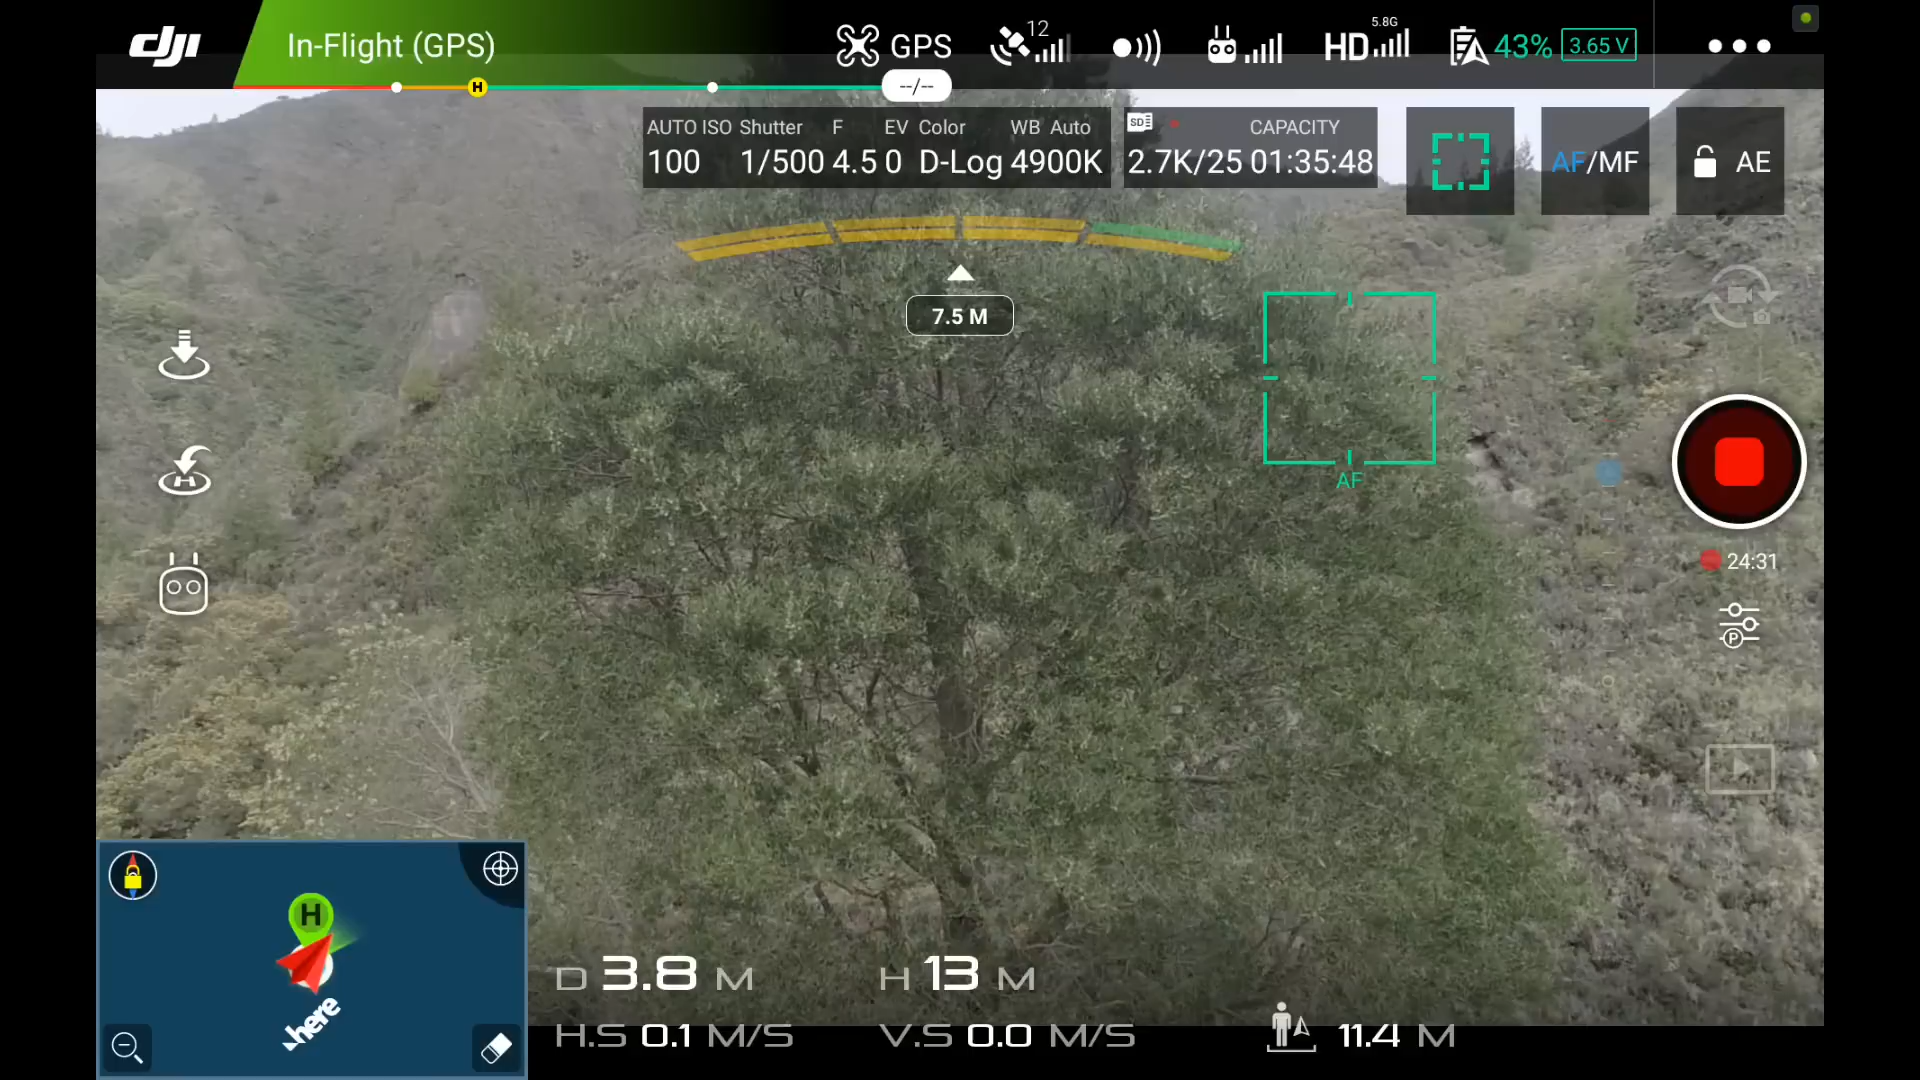 dji In-Flight (GPS) GPS 12 HD 5.8G 43% 3.65 V
H --/--
AUTO ISO Shutter F EV Color WB Auto SD CAPACITY
100 1/500 4.5 0 D-Log 4900K 2.7K/25 01:35:48 AF/MF AE
7.5 M
AF
24:31
P
H
here
D 3.8 M H 13 M
H.S 0.1 M/S V.S 0.0 M/S 11.4 M